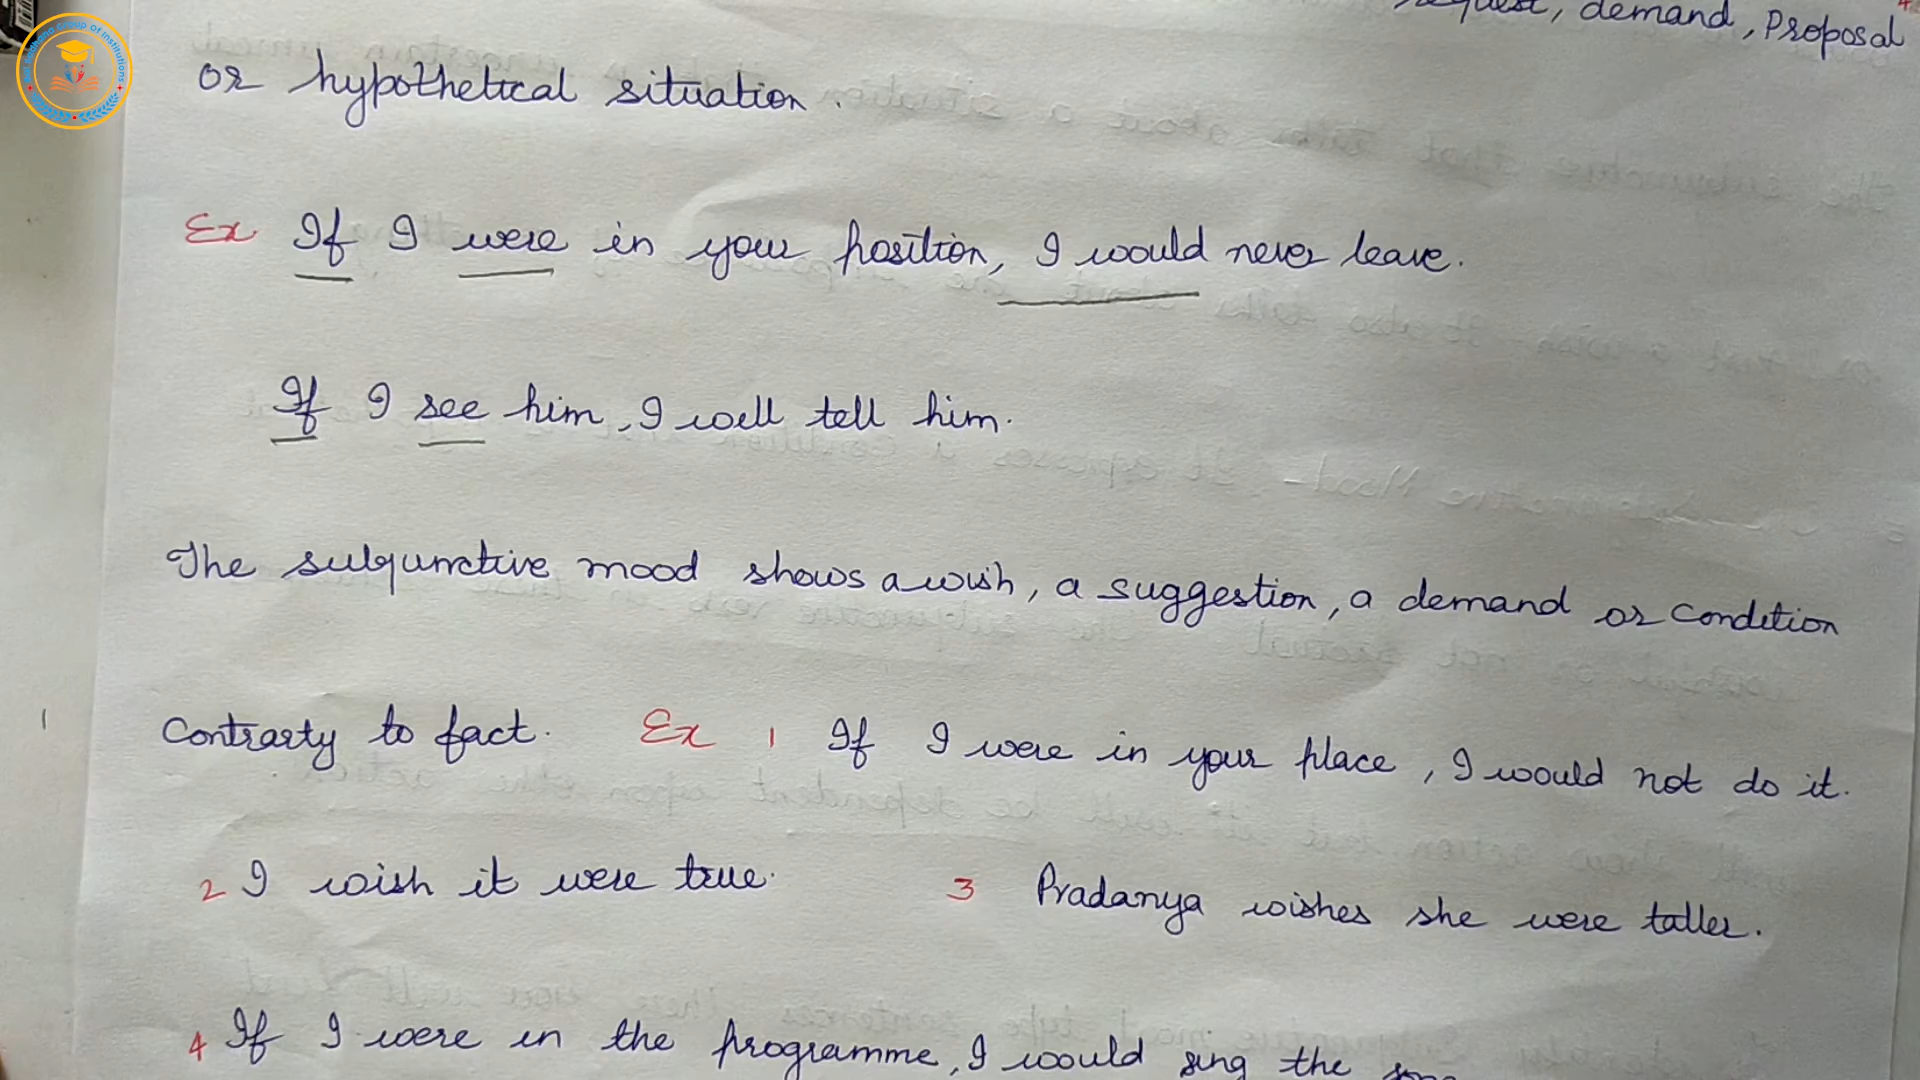 request, demand, Proposal
or hypothetical situation.
Ex If I were in your position, I would never leave.
If I see him, I will tell him.
The subjunctive mood shows a wish, a suggestion, a demand or condition
Contrarty to fact. Ex 1 If I were in your place, I would not do it.
2 I wish it were true. 3 Pradanya wishes she were taller.
4 If I were in the programme, I would sing the song